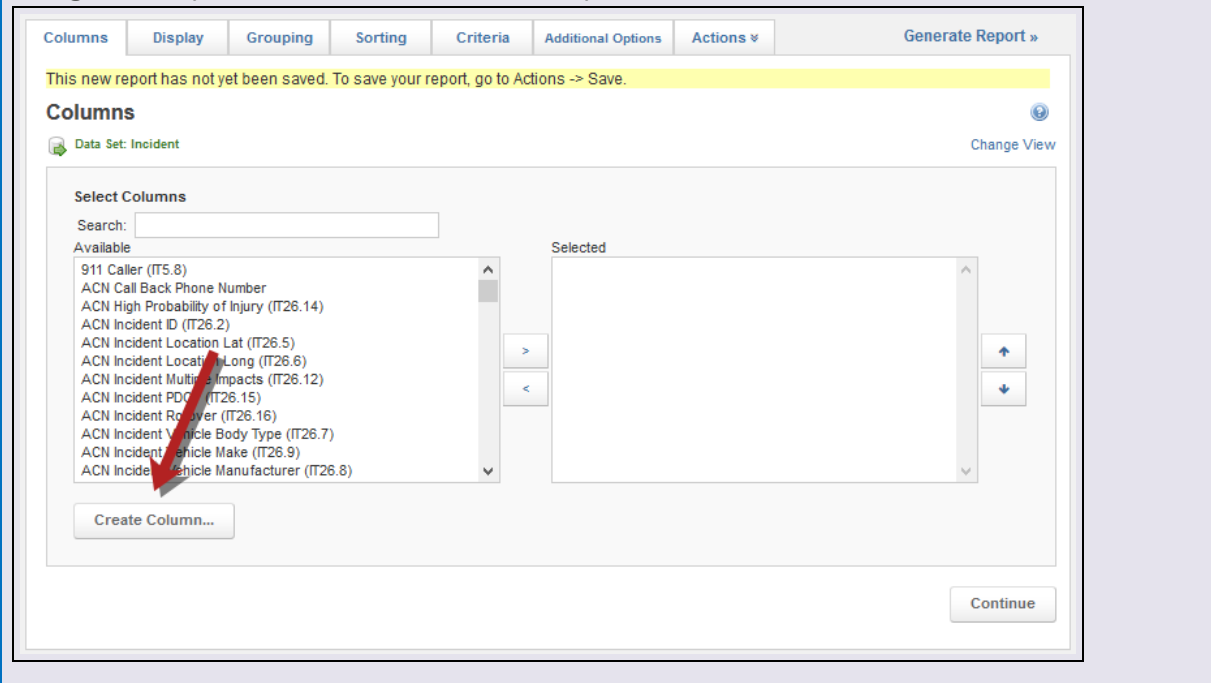 Columns Display Grouping Sorting Criteria Additional Options Actions Generate Report »
This new report has not yet been saved. To save your report, go to Actions -> Save.
Columns
Data Set: Incident Change View
Select Columns
Search:
Available Selected
911 Caller (IT5.8)
ACN Call Back Phone Number
ACN High Probability of Injury (IT26.14)
ACN Incident ID (IT26.2)
ACN Incident Location Lat (IT26.5)
ACN Incident Location Long (IT26.6)
>
ACN Incident Multiple Impacts (IT26.12)
<
ACN Incident (IT26.15)
ACN Incident Rollover (IT26.16)
ACN Incident Vehicle Body Type (IT26.7)
ACN Incident Vehicle Make (IT26.9)
ACN Incident Vehicle Manufacturer (IT26.8)
Create Column...
Continue